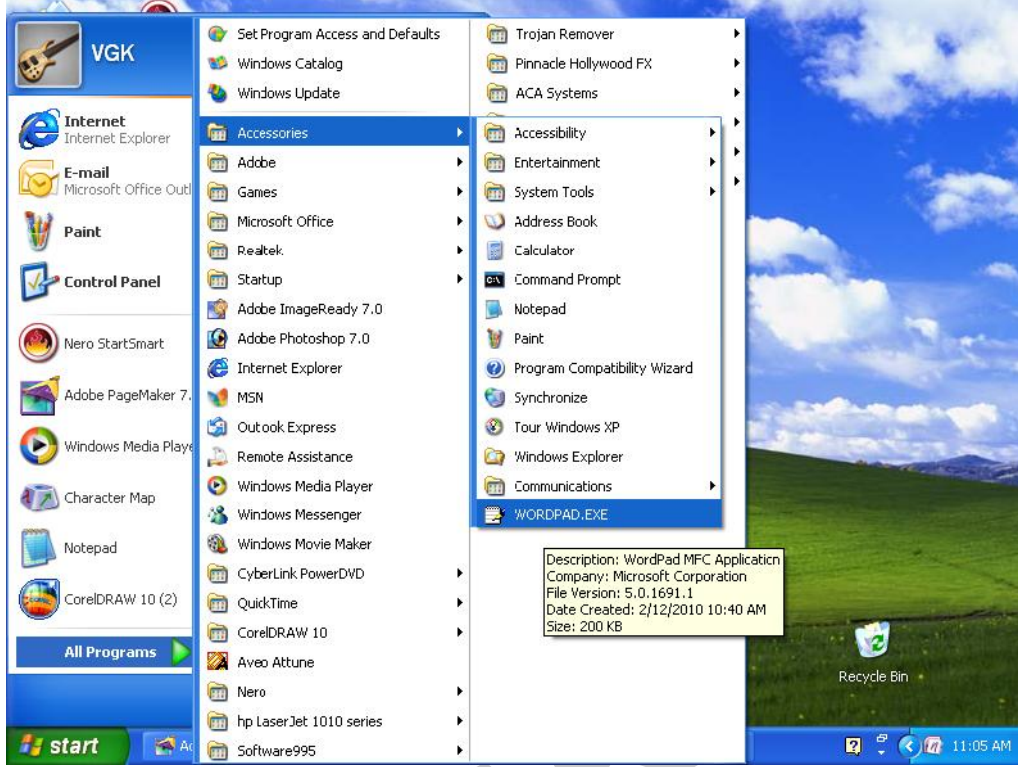 VGK
Internet
Internet Explorer
E-mail
Microsoft Office Outl
Paint
Control Panel
Nero StartSmart
Adobe PageMaker 7.
Windows Media Playe
Character Map
Notepad
CorelDRAW 10 (2)
All Programs
start
Set Program Access and Defaults
Windows Catalog
Windows Update
Accessories
Adobe
Games
Microsoft Office
Realtek
Startup
Adobe ImageReady 7.0
Adobe Photoshop 7.0
Internet Explorer
MSN
Outlook Express
Remote Assistance
Windows Media Player
Windows Messenger
Windows Movie Maker
CyberLink PowerDVD
QuickTime
CorelDRAW 10
Aveo Attune
Nero
hp LaserJet 1010 series
Software995
Trojan Remover
Pinnacle Hollywood FX
ACA Systems
Accessibility
Entertainment
System Tools
Address Book
Calculator
Command Prompt
Notepad
Paint
Program Compatibility Wizard
Synchronize
Tour Windows XP
Windows Explorer
Communications
WORDPAD.EXE
Description: WordPad MFC Application
Company: Microsoft Corporation
File Version: 5.0.1691.1
Date Created: 2/12/2010 10:40 AM
Size: 200 KB
Recycle Bin
11:05 AM